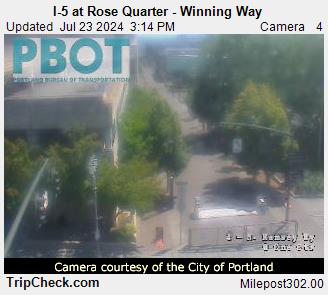 I-5 at Rose Quarter - Winning Way
Updated Jul 23 2024 3:14 PM Camera 4
PBOT
PORTLAND BUREAU OF TRANSPORTATION
Camera courtesy of the City of Portland
TripCheck.com Milepost302.00